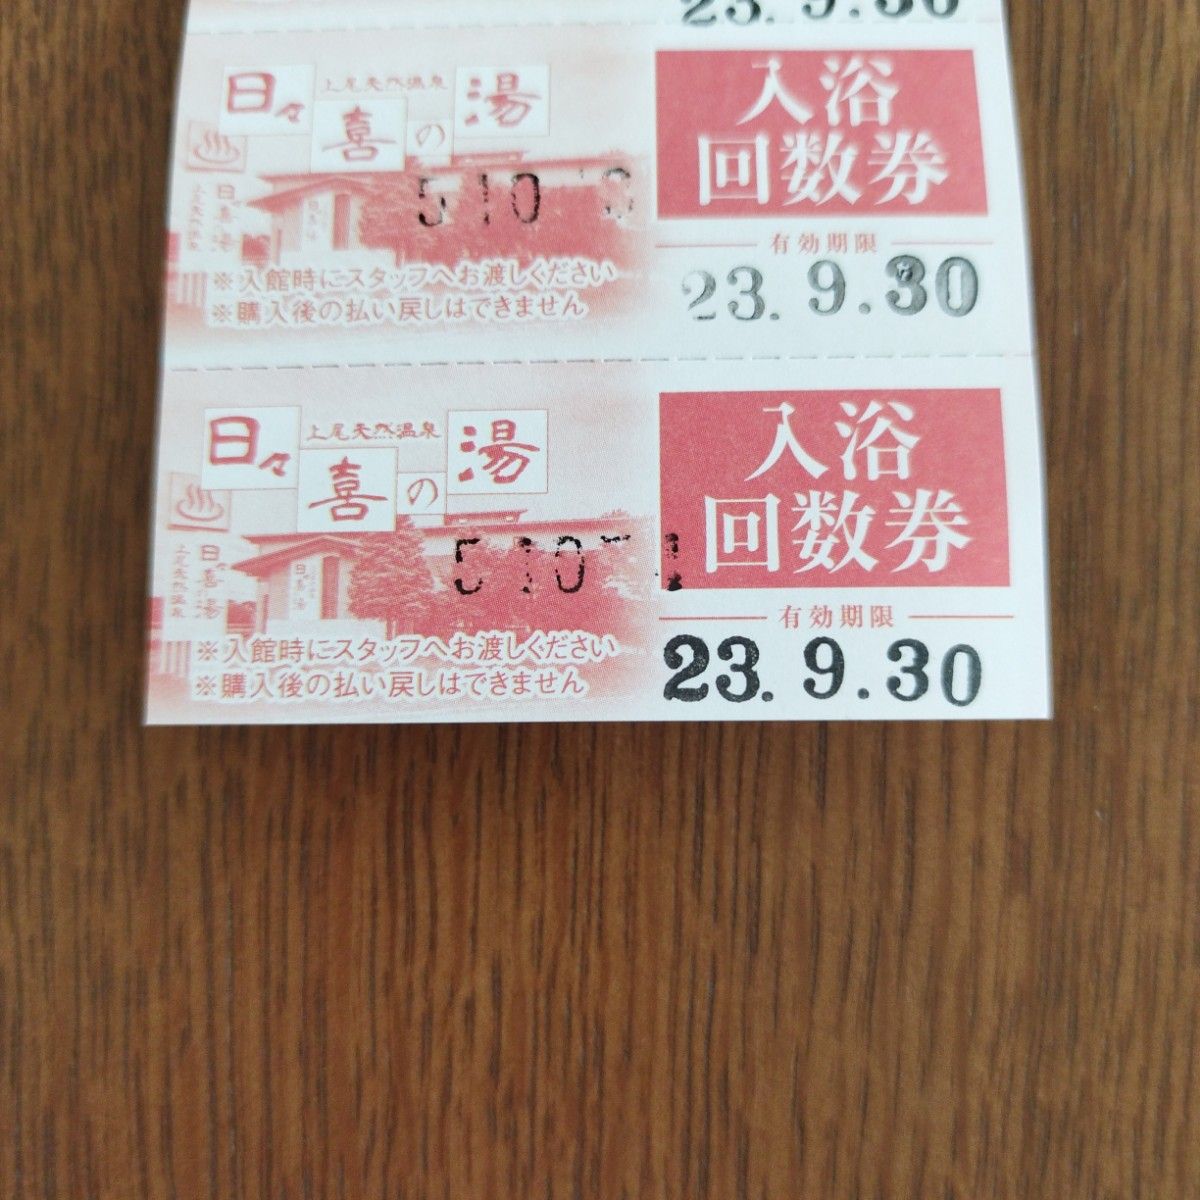 23.9.30
上尾天然温泉
日々喜の湯
入浴
回数券
有効期限
23.9.30
※入館時にスタッフへお渡しください
※購入後の払い戻しはできません
上尾天然温泉
日々喜の湯
入浴
回数券
有効期限
23.9.30
※入館時にスタッフへお渡しください
※購入後の払い戻しはできません